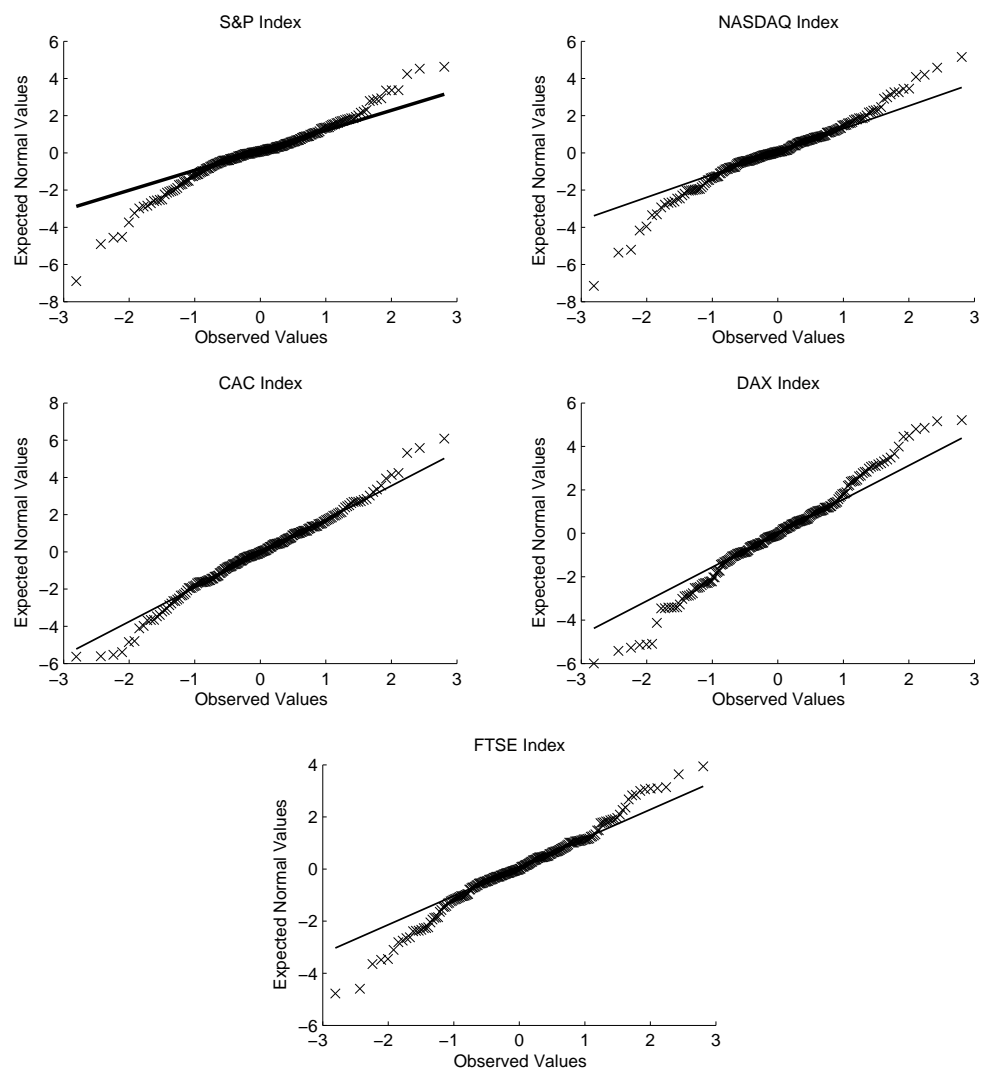 S&P Index
6
4
2
0
−2
−4
−6
−8
−3 −2 −1 0 1 2 3
Observed Values
Expected Normal Values
NASDAQ Index
6
4
2
0
−2
−4
−6
−8
−3 −2 −1 0 1 2 3
Observed Values
Expected Normal Values
CAC Index
8
6
4
2
0
−2
−4
−6
−3 −2 −1 0 1 2 3
Observed Values
Expected Normal Values
DAX Index
6
4
2
0
−2
−4
−6
−3 −2 −1 0 1 2 3
Observed Values
Expected Normal Values
FTSE Index
4
2
0
−2
−4
−6
−3 −2 −1 0 1 2 3
Observed Values
Expected Normal Values